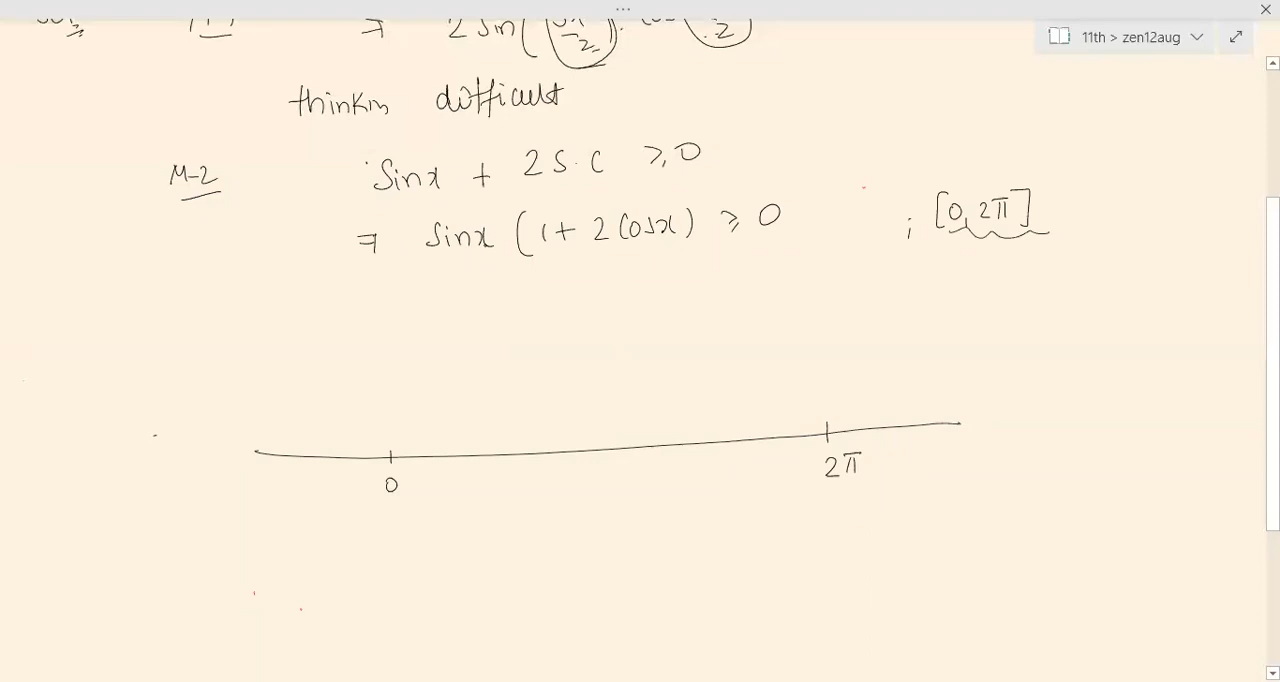 11th > zen12aug
⇒ 2 sin(
thinkin difficult
M-2 Sinx + 2 S.C ≥ 0
⇒ Sinx (1 + 2 Cosx) ≥ 0 ; [0, 2π]
0 2π